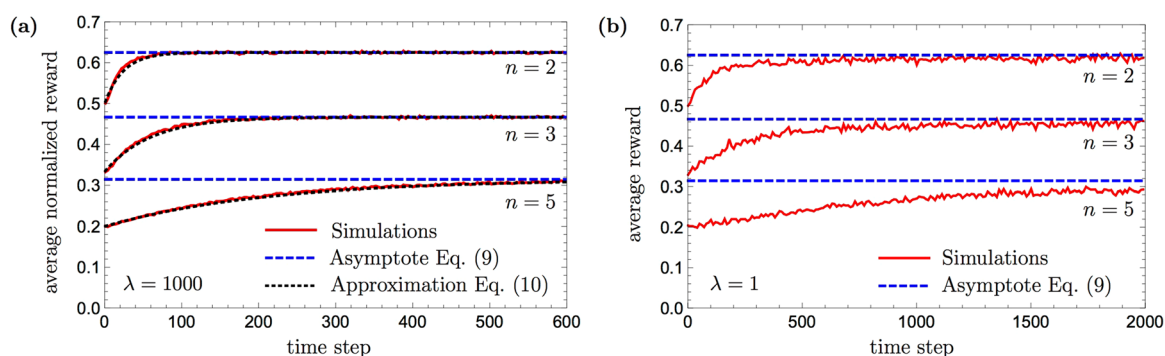 (a)
average normalized reward
0.7
0.6
0.5
0.4
0.3
0.2
0.1
0.0
n = 2
n = 3
n = 5
Simulations
Asymptote Eq. (9)
λ = 1000
Approximation Eq. (10)
0 100 200 300 400 500 600
time step
(b)
average reward
0.7
0.6
0.5
0.4
0.3
0.2
0.1
0.0
n = 2
n = 3
n = 5
Simulations
λ = 1
Asymptote Eq. (9)
0 500 1000 1500 2000
time step